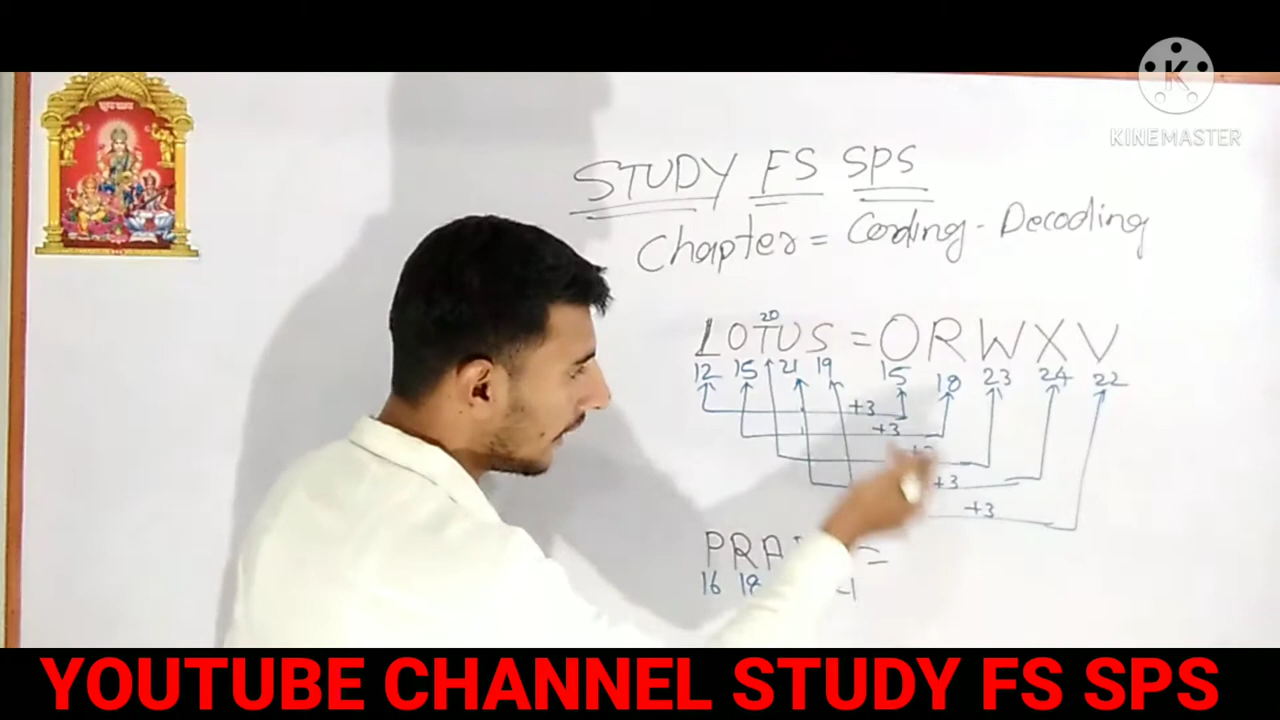 KINEMASTER
STUDY FS SPS
Chapter = Coding - Decoding
20
LOTUS = ORWXV
12 15 21 19 15 18 23 24 22
+3
+3
+3
+3
=
16 18
YOUTUBE CHANNEL STUDY FS SPS